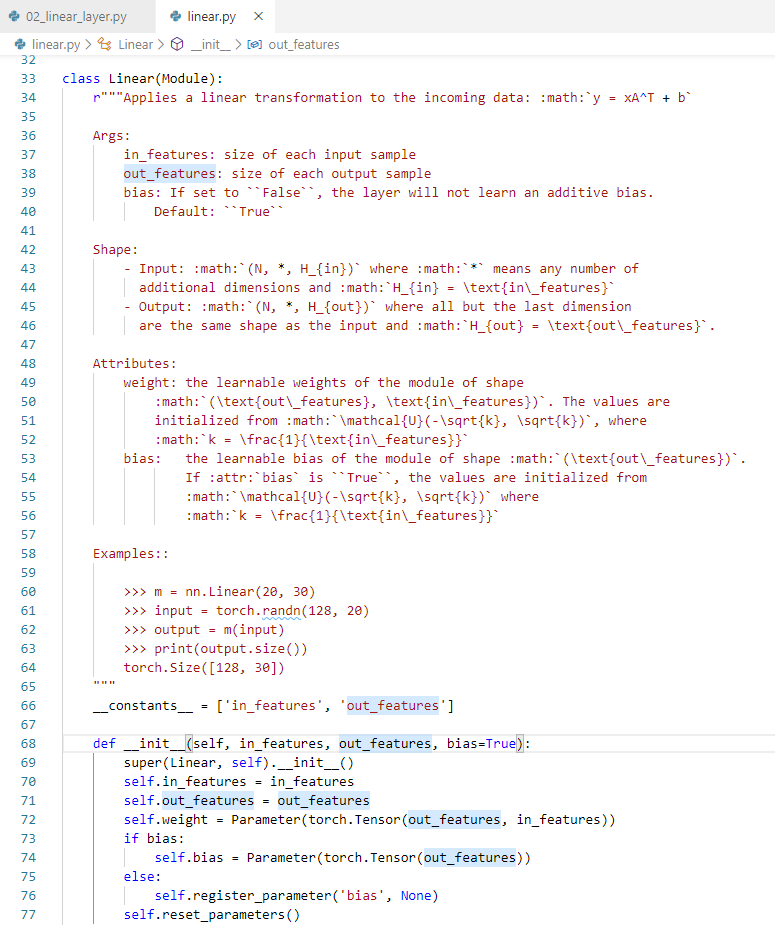 02_linear_layer.py linear.py ×
linear.py > Linear > __init__ > out_features
32
33 class Linear(Module):
34 r"""Applies a linear transformation to the incoming data: :math:`y = xA^T + b`
35
36 Args:
37 in_features: size of each input sample
38 out_features: size of each output sample
39 bias: If set to ``False``, the layer will not learn an additive bias.
40 Default: ``True``
41
42 Shape:
43 - Input: :math:`(N, *, H_{in})` where :math:`*` means any number of
44 additional dimensions and :math:`H_{in} = \text{in\_features}`
45 - Output: :math:`(N, *, H_{out})` where all but the last dimension
46 are the same shape as the input and :math:`H_{out} = \text{out\_features}`.
47
48 Attributes:
49 weight: the learnable weights of the module of shape
50 :math:`(\text{out\_features}, \text{in\_features})`. The values are
51 initialized from :math:`\mathcal{U}(-\sqrt{k}, \sqrt{k})`, where
52 :math:`k = \frac{1}{\text{in\_features}}`
53 bias:   the learnable bias of the module of shape :math:`(\text{out\_features})`.
54 If :attr:`bias` is ``True``, the values are initialized from
55 :math:`\mathcal{U}(-\sqrt{k}, \sqrt{k})` where
56 :math:`k = \frac{1}{\text{in\_features}}`
57
58 Examples::
59
60 >>> m = nn.Linear(20, 30)
61 >>> input = torch.randn(128, 20)
62 >>> output = m(input)
63 >>> print(output.size())
64 torch.Size([128, 30])
65 """
66 __constants__ = ['in_features', 'out_features']
67
68 def __init__(self, in_features, out_features, bias=True):
69 super(Linear, self).__init__()
70 self.in_features = in_features
71 self.out_features = out_features
72 self.weight = Parameter(torch.Tensor(out_features, in_features))
73 if bias:
74 self.bias = Parameter(torch.Tensor(out_features))
75 else:
76 self.register_parameter('bias', None)
77 self.reset_parameters()